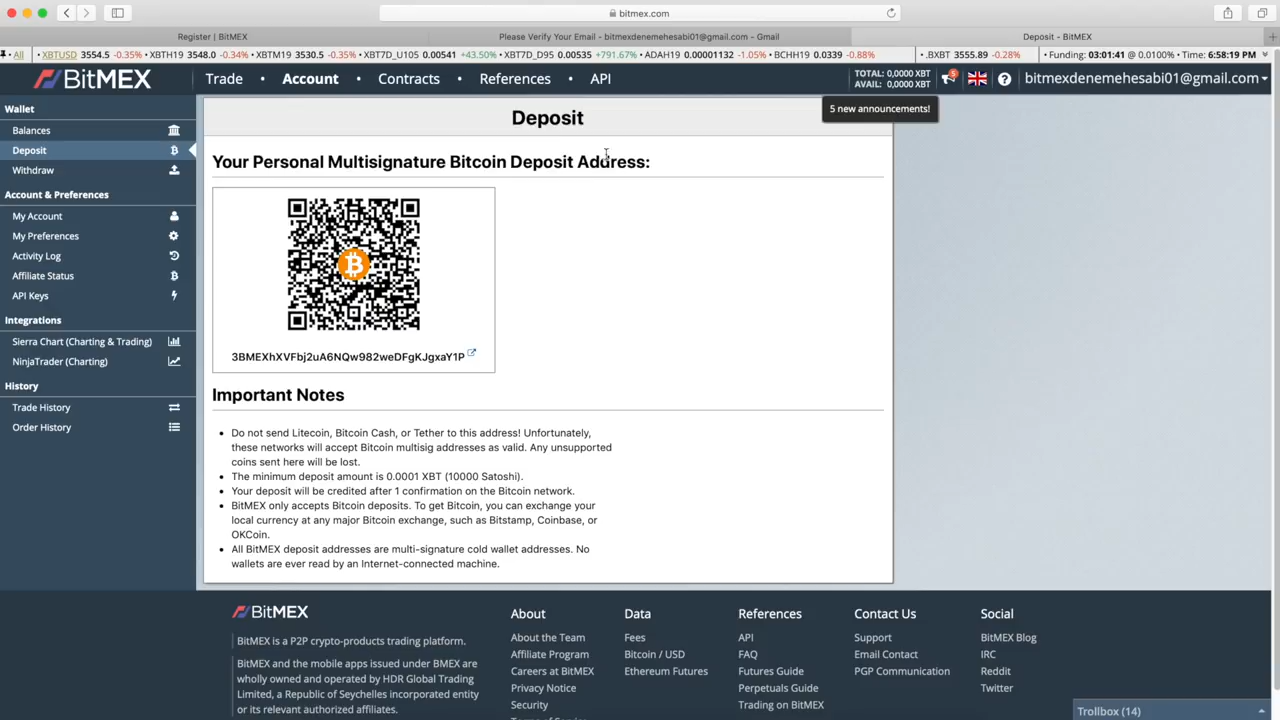 bitmex.com
Register | BitMEX
Please Verify Your Email - bitmexdenemehesabi01@gmail.com - Gmail
Deposit - BitMEX
All XBTUSD 3554.5 -0.35% • XBTH19 3548.0 -0.34% • XBTM19 3530.5 -0.35% • XBT7D_U105 0.00541 +43.50% • XBT7D_D95 0.00535 +791.67% • ADAH19 0.00001132 -1.05% • BCHH19 0.0339 -0.88%
.BXBT 3555.89 -0.28% • Funding: 03:01:41 @ 0.0100% • Time: 6:58:19 PM
BitMEX
Trade • Account • Contracts • References • API
TOTAL: 0,0000 XBT
AVAIL: 0,0000 XBT
5
bitmexdenemehesabi01@gmail.com
5 new announcements!
Wallet
Balances
Deposit
Withdraw
Account & Preferences
My Account
My Preferences
Activity Log
Affiliate Status
API Keys
Integrations
Sierra Chart (Charting & Trading)
NinjaTrader (Charting)
History
Trade History
Order History
Deposit
Your Personal Multisignature Bitcoin Deposit Address:
3BMEXhXVFbj2uA6NQw982weDFgKJgxaY1P
Important Notes
• Do not send Litecoin, Bitcoin Cash, or Tether to this address! Unfortunately,
these networks will accept Bitcoin multisig addresses as valid. Any unsupported
coins sent here will be lost.
• The minimum deposit amount is 0.0001 XBT (10000 Satoshi).
• Your deposit will be credited after 1 confirmation on the Bitcoin network.
• BitMEX only accepts Bitcoin deposits. To get Bitcoin, you can exchange your
local currency at any major Bitcoin exchange, such as Bitstamp, Coinbase, or
OKCoin.
• All BitMEX deposit addresses are multi-signature cold wallet addresses. No
wallets are ever read by an Internet-connected machine.
BitMEX
BitMEX is a P2P crypto-products trading platform.
BitMEX and the mobile apps issued under BMEX are
wholly owned and operated by HDR Global Trading
Limited, a Republic of Seychelles incorporated entity
or its relevant authorized affiliates.
About
About the Team
Affiliate Program
Careers at BitMEX
Privacy Notice
Security
Terms of Service
Data
Fees
Bitcoin / USD
Ethereum Futures
References
API
FAQ
Futures Guide
Perpetuals Guide
Trading on BitMEX
Contact Us
Support
Email Contact
PGP Communication
Social
BitMEX Blog
IRC
Reddit
Twitter
Trollbox (14)